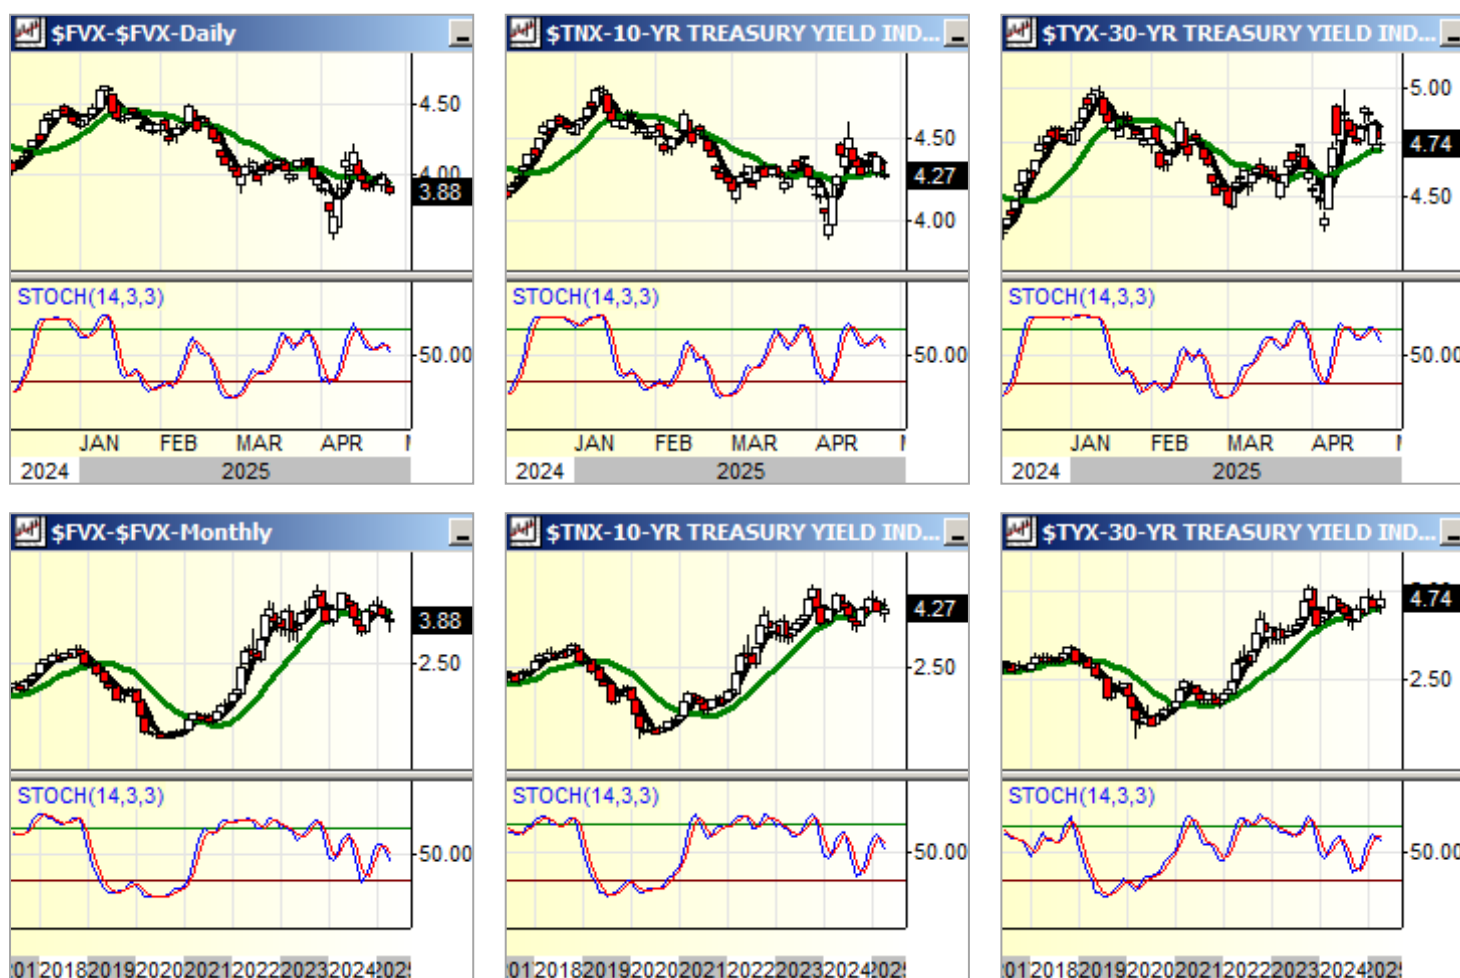 $FVX-$FVX-Daily
4.50
4.00
3.88
STOCH(14,3,3)
50.00
JAN FEB MAR APR
2024 2025
$TNX-10-YR TREASURY YIELD IND...
4.50
4.27
4.00
STOCH(14,3,3)
50.00
JAN FEB MAR APR
2024 2025
$TYX-30-YR TREASURY YIELD IND...
5.00
4.74
4.50
STOCH(14,3,3)
50.00
JAN FEB MAR APR
2024 2025
$FVX-$FVX-Monthly
3.88
2.50
STOCH(14,3,3)
50.00
2018 2019 2020 2021 2022 2023 2024
$TNX-10-YR TREASURY YIELD IND...
4.27
2.50
STOCH(14,3,3)
50.00
2018 2019 2020 2021 2022 2023 2024
$TYX-30-YR TREASURY YIELD IND...
4.74
2.50
STOCH(14,3,3)
50.00
2018 2019 2020 2021 2022 2023 2024